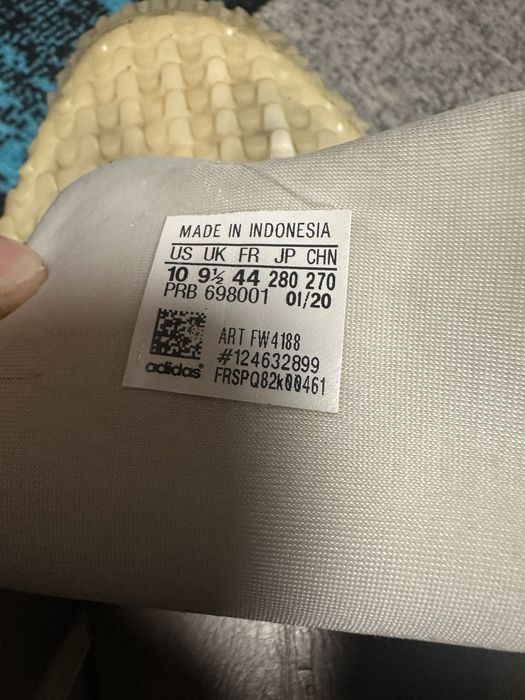 MADE IN INDONESIA
US UK FR JP CHN
10 9½ 44 280 270
PRB 698001 01/20
ART FW4188
#124632899
adidas
FRSPQ82k00461